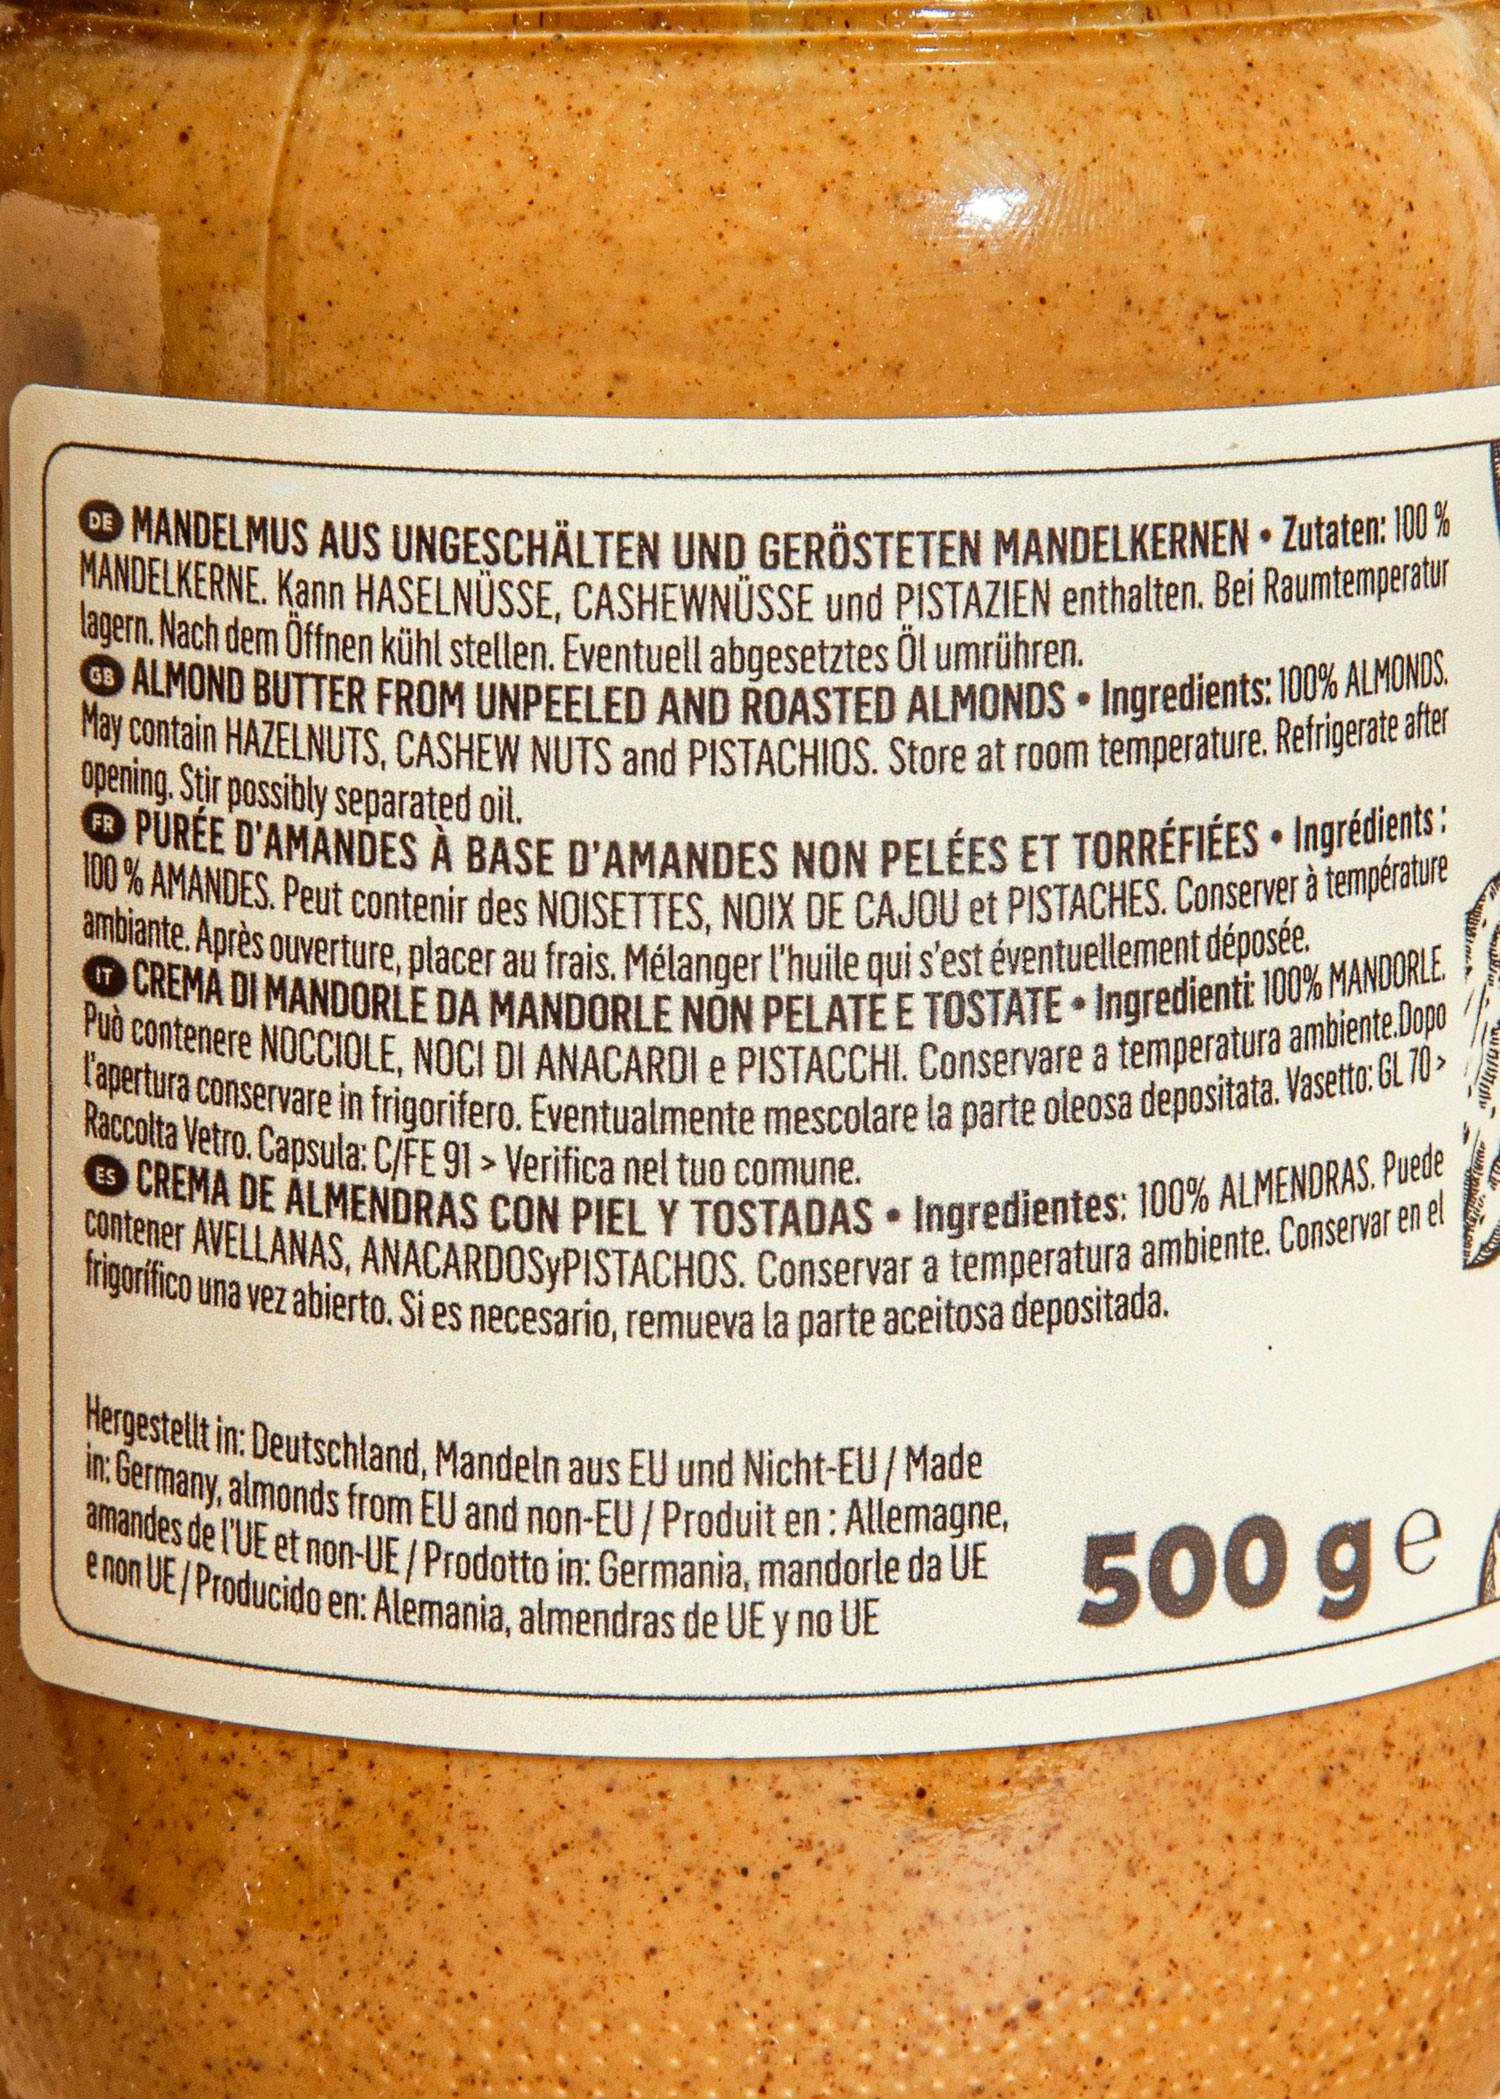 DE MANDELMUS AUS UNGESCHÄLTEN UND GERÖSTETEN MANDELKERNEN • Zutaten: 100 %
MANDELKERNE. Kann HASELNÜSSE, CASHEWNÜSSE und PISTAZIEN enthalten. Bei Raumtemperatur
lagern. Nach dem Öffnen kühl stellen. Eventuell abgesetztes Öl umrühren.
GB ALMOND BUTTER FROM UNPEELED AND ROASTED ALMONDS • Ingredients: 100% ALMONDS.
May contain HAZELNUTS, CASHEW NUTS and PISTACHIOS. Store at room temperature. Refrigerate after
opening. Stir possibly separated oil.
FR PURÉE D'AMANDES À BASE D'AMANDES NON PELÉES ET TORRÉFIÉES • Ingrédients :
100 % AMANDES. Peut contenir des NOISETTES, NOIX DE CAJOU et PISTACHES. Conserver à température
ambiante. Après ouverture, placer au frais. Mélanger l'huile qui s'est éventuellement déposée.
IT CREMA DI MANDORLE DA MANDORLE NON PELATE E TOSTATE • Ingredienti: 100% MANDORLE.
Può contenere NOCCIOLE, NOCI DI ANACARDI e PISTACCHI. Conservare a temperatura ambiente.Dopo
l'apertura conservare in frigorifero. Eventualmente mescolare la parte oleosa depositata. Vasetto: GL 70 >
Raccolta Vetro. Capsula: C/FE 91 > Verifica nel tuo comune.
ES CREMA DE ALMENDRAS CON PIEL Y TOSTADAS • Ingredientes: 100% ALMENDRAS. Puede
contener AVELLANAS, ANACARDOSyPISTACHOS. Conservar a temperatura ambiente. Conservar en el
frigorífico una vez abierto. Si es necesario, remueva la parte aceitosa depositada.
Hergestellt in: Deutschland, Mandeln aus EU und Nicht-EU / Made
in: Germany, almonds from EU and non-EU / Produit en : Allemagne,
amandes de l'UE et non-UE / Prodotto in: Germania, mandorle da UE
e non UE / Producido en: Alemania, almendras de UE y no UE
500 g e